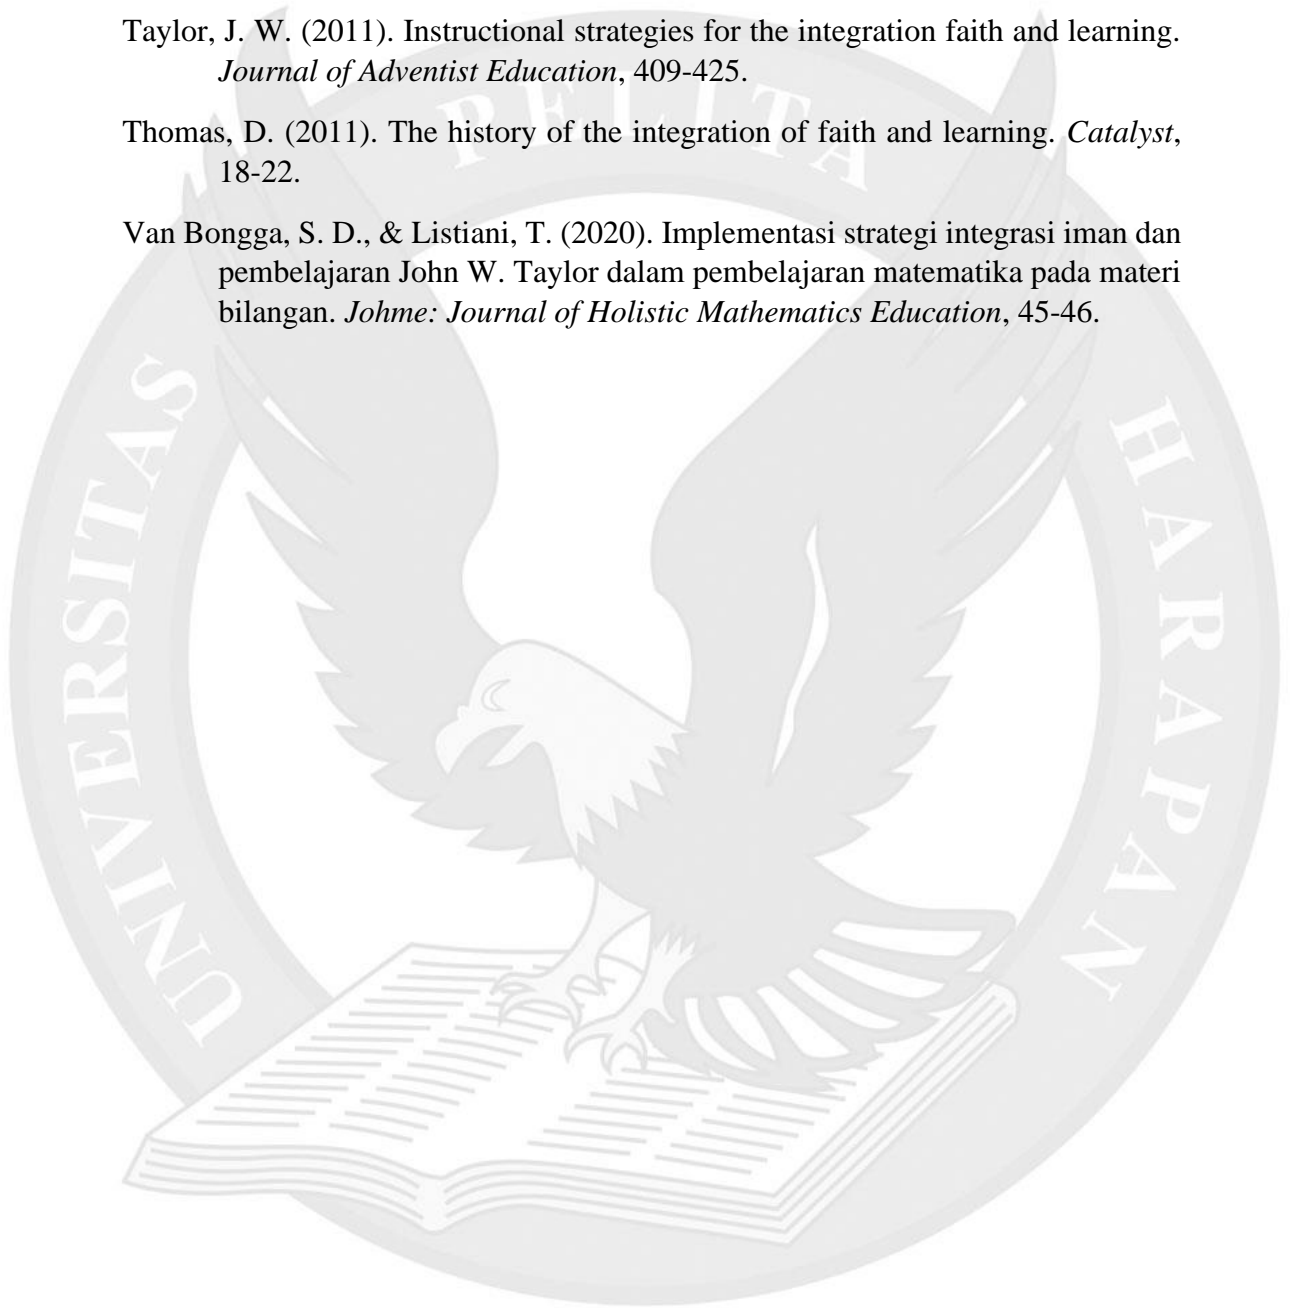 Taylor, J. W. (2011). Instructional strategies for the integration faith and learning.
Journal of Adventist Education, 409-425.
Thomas, D. (2011). The history of the integration of faith and learning. Catalyst,
18-22.
Van Bongga, S. D., & Listiani, T. (2020). Implementasi strategi integrasi iman dan
pembelajaran John W. Taylor dalam pembelajaran matematika pada materi
bilangan. Johme: Journal of Holistic Mathematics Education, 45-46.
UNIVERSITAS PELITA HARAPAN